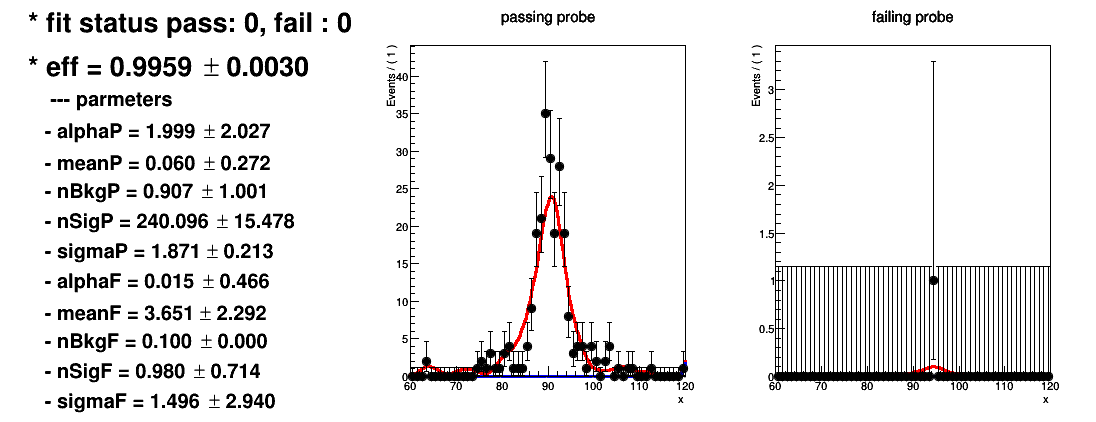 * fit status pass: 0, fail : 0
* eff = 0.9959 ± 0.0030
--- parmeters
- alphaP = 1.999 ± 2.027
- meanP = 0.060 ± 0.272
- nBkgP = 0.907 ± 1.001
- nSigP = 240.096 ± 15.478
- sigmaP = 1.871 ± 0.213
- alphaF = 0.015 ± 0.466
- meanF = 3.651 ± 2.292
- nBkgF = 0.100 ± 0.000
- nSigF = 0.980 ± 0.714
- sigmaF = 1.496 ± 2.940
passing probe
Events / ( 1 )
40
35
30
25
20
15
10
5
0
60 70 80 90 100 110 120
x
failing probe
Events / ( 1 )
3
2.5
2
1.5
1
0.5
0
60 70 80 90 100 110 120
x